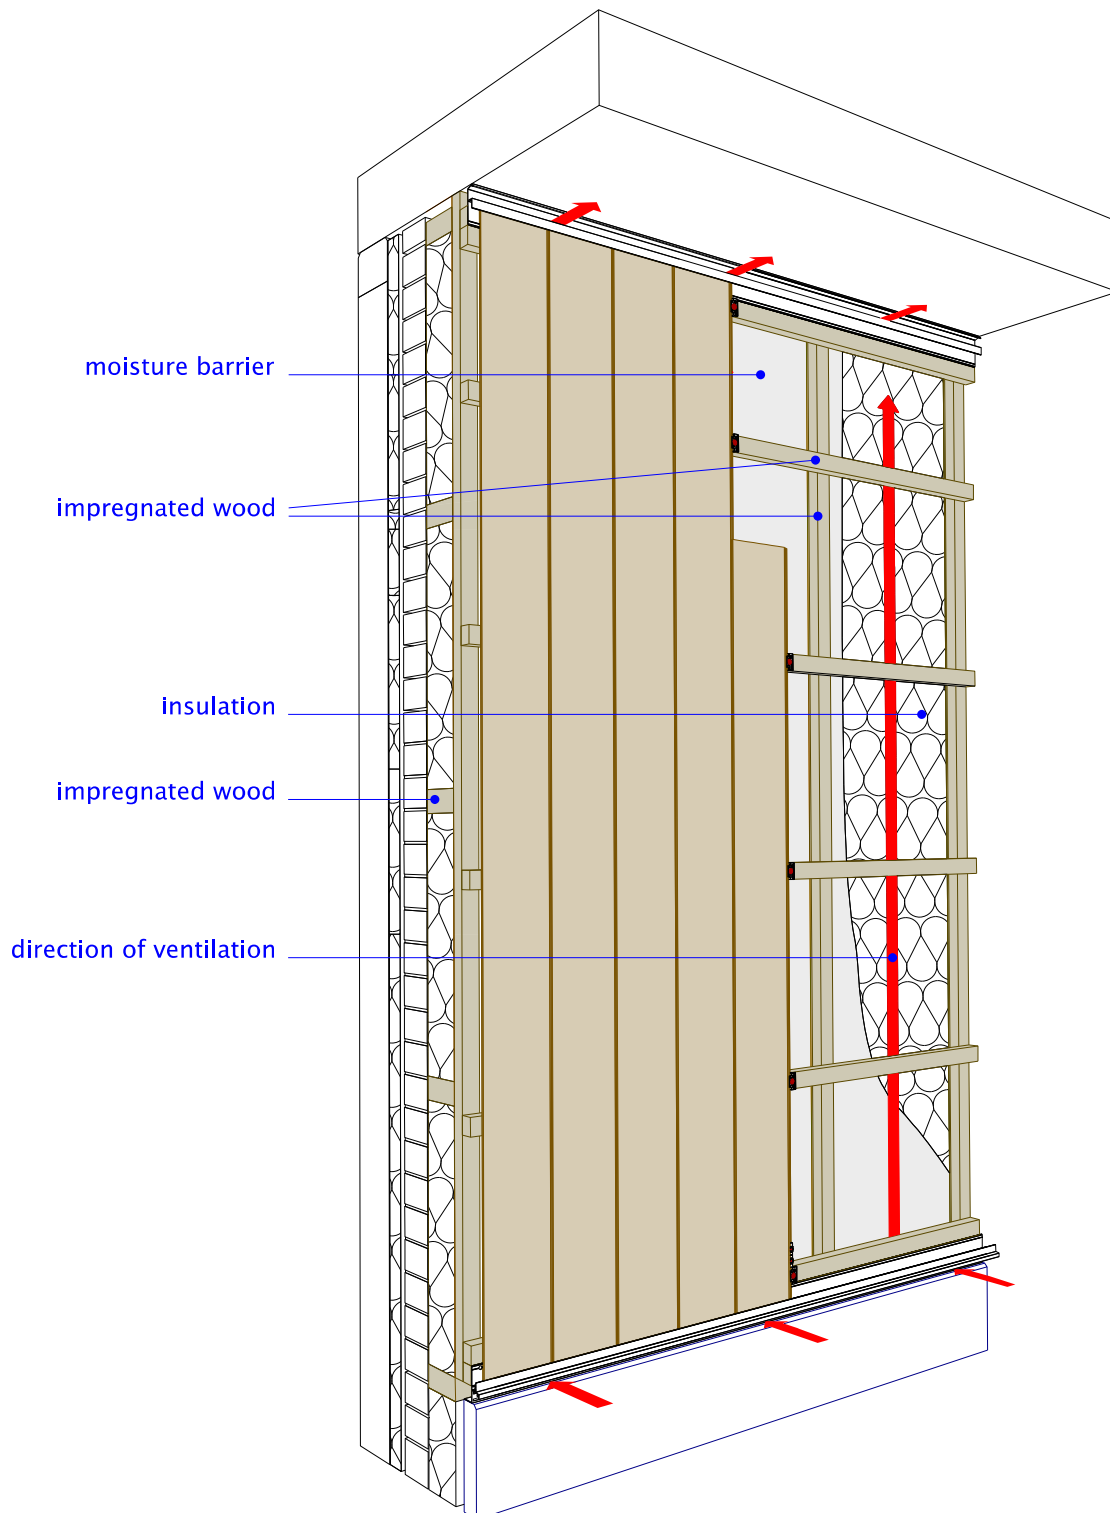 moisture barrier
impregnated wood
insulation
impregnated wood
direction of ventilation